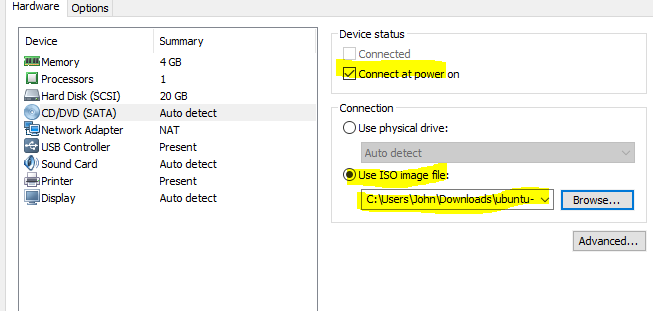 Hardware Options
Device Summary
Memory 4 GB
Processors 1
Hard Disk (SCSI) 20 GB
CD/DVD (SATA) Auto detect
Network Adapter NAT
USB Controller Present
Sound Card Auto detect
Printer Present
Display Auto detect
Device status
Connected
Connect at power on
Connection
Use physical drive:
Auto detect
Use ISO image file:
C:\Users\John\Downloads\ubuntu- Browse...
Advanced...